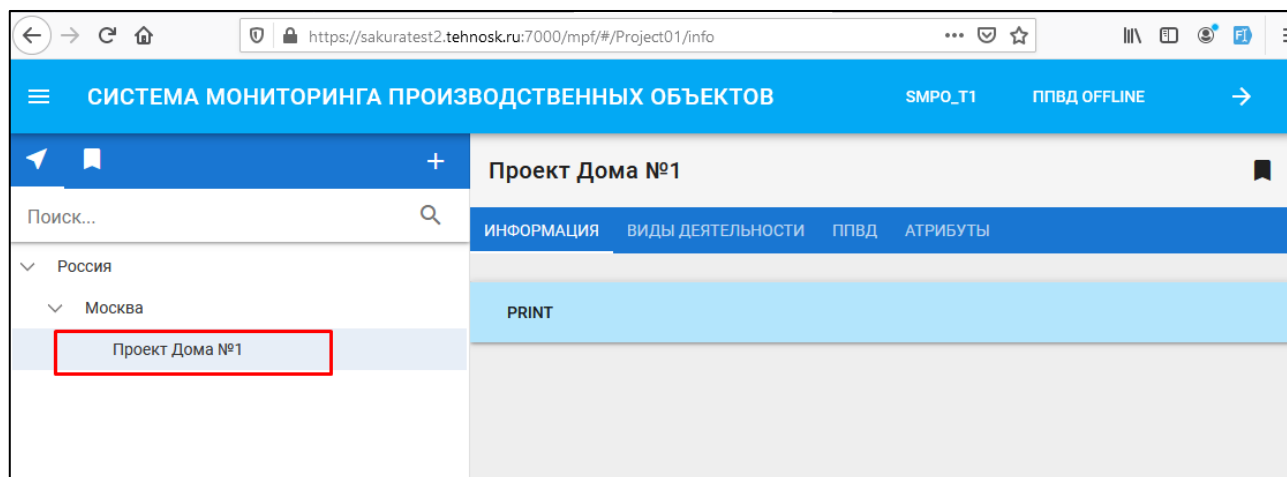 https://sakuratest2.tehnosk.ru:7000/mpf/#/Project01/info
СИСТЕМА МОНИТОРИНГА ПРОИЗВОДСТВЕННЫХ ОБЪЕКТОВ SMPO_T1 ППВД OFFLINE
Проект Дома №1
Поиск...
ИНФОРМАЦИЯ ВИДЫ ДЕЯТЕЛЬНОСТИ ППВД АТРИБУТЫ
Россия
Москва
PRINT
Проект Дома №1